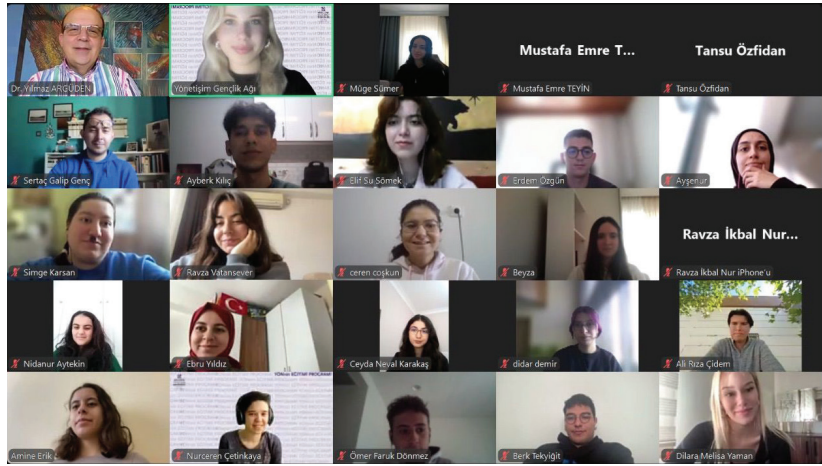 Dr. Yılmaz ARGÜDEN
Yönetişim Gençlik Ağı
Müge Sümer
Mustafa Emre T...
Mustafa Emre TEYİN
Tansu Özfidan
Tansu Özfidan
Sertaç Galip Genç
Ayberk Kılıç
Elif Su Sömek
Erdem Özgün
Ayşenur
Simge Karsan
Ravza Vatansever
ceren coşkun
Beyza
Ravza İkbal Nur...
Ravza İkbal Nur iPhone'u
Nidanur Aytekin
Ebru Yıldız
Ceyda Neval Karakaş
didar demir
Ali Rıza Çidem
Amine Erik
Nurceren Çetinkaya
Ömer Faruk Dönmez
Berk Tekyiğit
Dilara Melisa Yaman